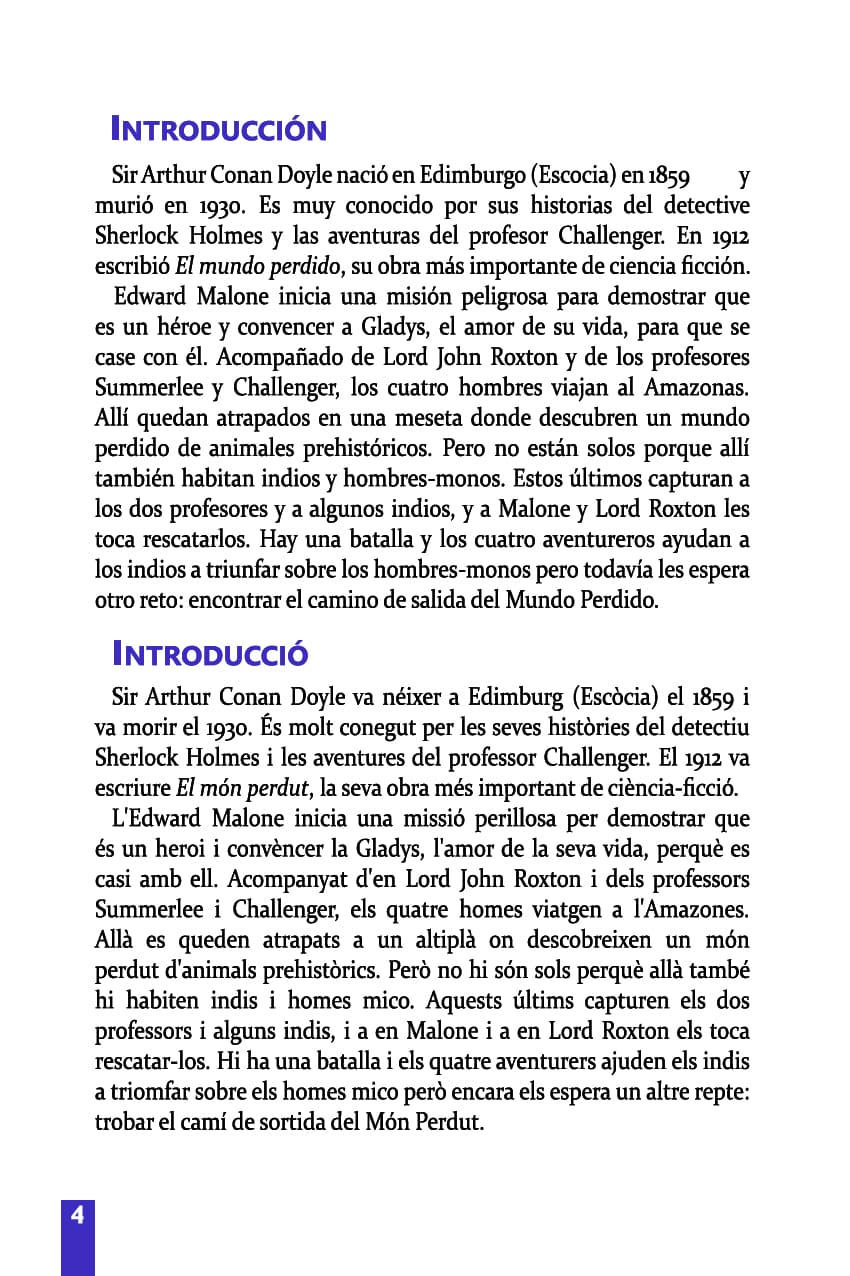 INTRODUCCIÓN
Sir Arthur Conan Doyle nació en Edimburgo (Escocia) en 1859 y
murió en 1930. Es muy conocido por sus historias del detective
Sherlock Holmes y las aventuras del profesor Challenger. En 1912
escribió El mundo perdido, su obra más importante de ciencia ficción.
Edward Malone inicia una misión peligrosa para demostrar que
es un héroe y convencer a Gladys, el amor de su vida, para que se
case con él. Acompañado de Lord John Roxton y de los profesores
Summerlee y Challenger, los cuatro hombres viajan al Amazonas.
Allí quedan atrapados en una meseta donde descubren un mundo
perdido de animales prehistóricos. Pero no están solos porque allí
también habitan indios y hombres-monos. Estos últimos capturan a
los dos profesores y a algunos indios, y a Malone y Lord Roxton les
toca rescatarlos. Hay una batalla y los cuatro aventureros ayudan a
los indios a triunfar sobre los hombres-monos pero todavía les espera
otro reto: encontrar el camino de salida del Mundo Perdido.
INTRODUCCIÓ
Sir Arthur Conan Doyle va néixer a Edimburg (Escòcia) el 1859 i
va morir el 1930. És molt conegut per les seves històries del detectiu
Sherlock Holmes i les aventures del professor Challenger. El 1912 va
escriure El món perdut, la seva obra més important de ciència-ficció.
L'Edward Malone inicia una missió perillosa per demostrar que
és un heroi i convèncer la Gladys, l'amor de la seva vida, perquè es
casi amb ell. Acompanyat d'en Lord John Roxton i dels professors
Summerlee i Challenger, els quatre homes viatgen a l'Amazones.
Allà es queden atrapats a un altiplà on descobreixen un món
perdut d'animals prehistòrics. Però no hi són sols perquè allà també
hi habiten indis i homes mico. Aquests últims capturen els dos
professors i alguns indis, i a en Malone i a en Lord Roxton els toca
rescatar-los. Hi ha una batalla i els quatre aventurers ajuden els indis
a triomfar sobre els homes mico però encara els espera un altre repte:
trobar el camí de sortida del Món Perdut.
4